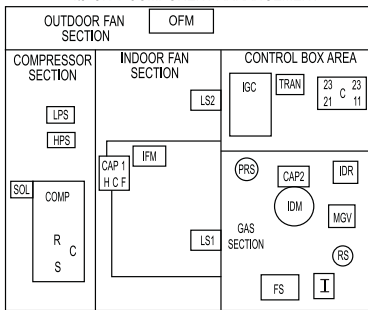 OUTDOOR FAN
SECTION
OFM
COMPRESSOR
SECTION
LPS
HPS
SOL
COMP
R
C
S
INDOOR FAN
SECTION
LS2
IFM
CAP 1
H C F
LS1
CONTROL BOX AREA
IGC
TRAN
23 C 23
21 11
PRS
CAP2
IDR
IDM
MGV
GAS
SECTION
RS
FS
I